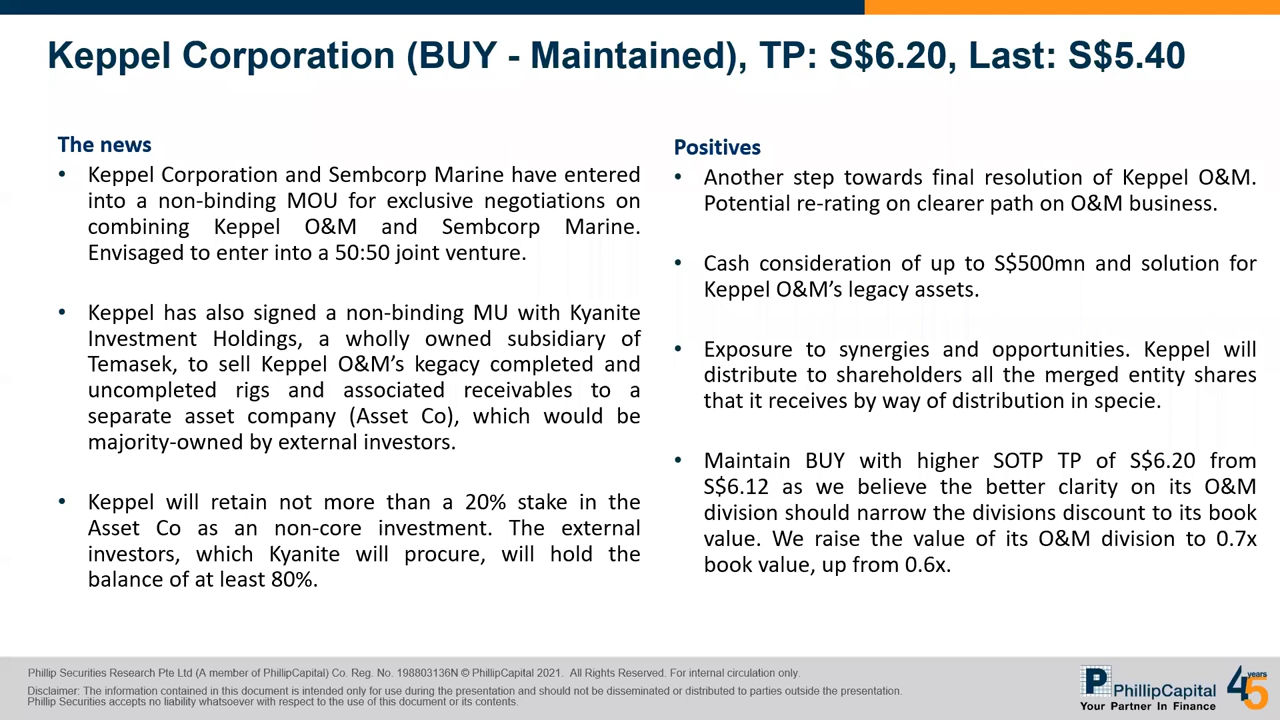 Keppel Corporation (BUY - Maintained), TP: S$6.20, Last: S$5.40
The news
• Keppel Corporation and Sembcorp Marine have entered
into a non-binding MOU for exclusive negotiations on
combining Keppel O&M and Sembcorp Marine.
Envisaged to enter into a 50:50 joint venture.
• Keppel has also signed a non-binding MU with Kyanite
Investment Holdings, a wholly owned subsidiary of
Temasek, to sell Keppel O&M’s kegacy completed and
uncompleted rigs and associated receivables to a
separate asset company (Asset Co), which would be
majority-owned by external investors.
• Keppel will retain not more than a 20% stake in the
Asset Co as an non-core investment. The external
investors, which Kyanite will procure, will hold the
balance of at least 80%.
Positives
• Another step towards final resolution of Keppel O&M.
Potential re-rating on clearer path on O&M business.
• Cash consideration of up to S$500mn and solution for
Keppel O&M’s legacy assets.
• Exposure to synergies and opportunities. Keppel will
distribute to shareholders all the merged entity shares
that it receives by way of distribution in specie.
• Maintain BUY with higher SOTP TP of S$6.20 from
S$6.12 as we believe the better clarity on its O&M
division should narrow the divisions discount to its book
value. We raise the value of its O&M division to 0.7x
book value, up from 0.6x.
Phillip Securities Research Pte Ltd (A member of PhillipCapital) Co. Reg. No. 198803136N © PhillipCapital 2021. All Rights Reserved. For internal circulation only.
Disclaimer: The information contained in this document is intended only for use during the presentation and should not be disseminated or distributed to parties outside the presentation.
Phillip Securities accepts no liability whatsoever with respect to the use of this document or its contents.
P PhillipCapital
Your Partner In Finance
45 years